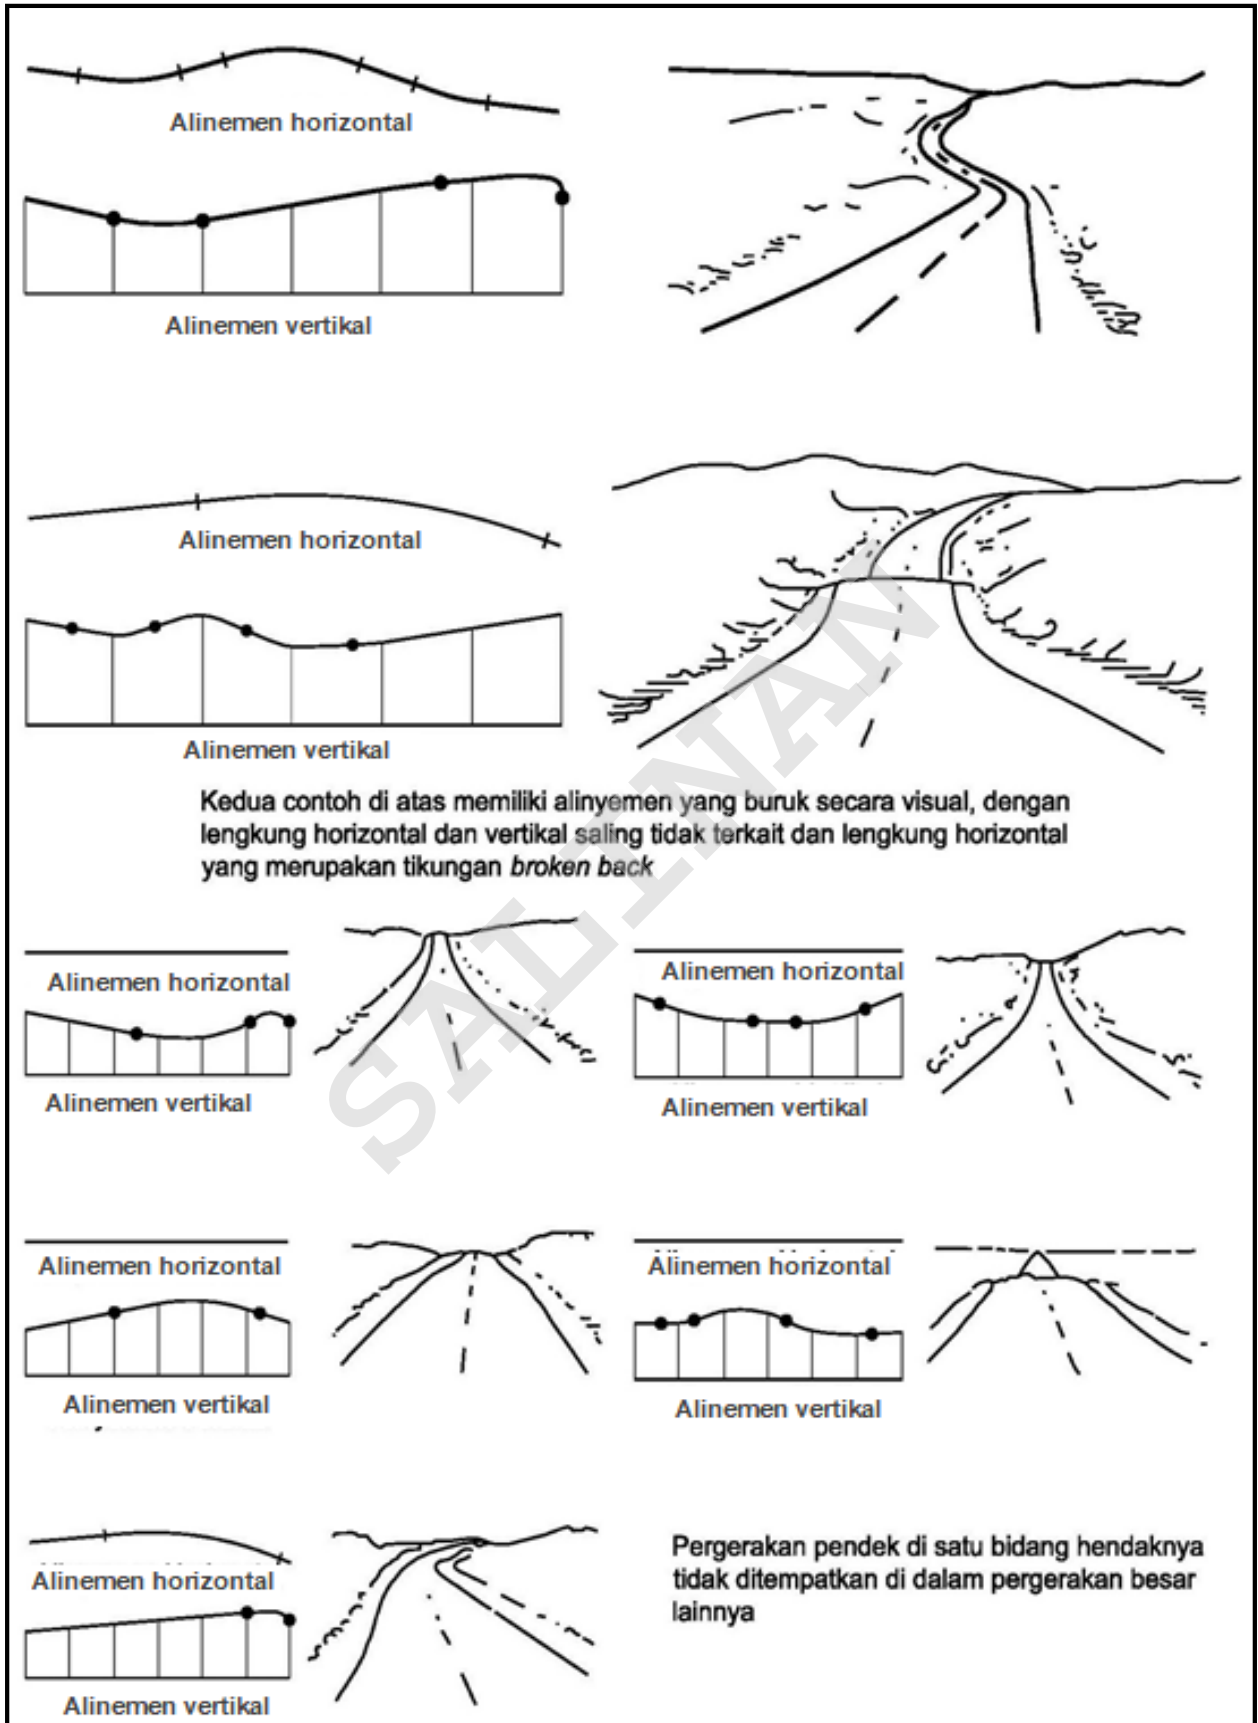 Alinemen horizontal
Alinemen vertikal
Alinemen horizontal
Alinemen vertikal
Kedua contoh di atas memiliki alinyemen yang buruk secara visual, dengan
lengkung horizontal dan vertikal saling tidak terkait dan lengkung horizontal
yang merupakan tikungan broken back
SALINAN
Alinemen horizontal
Alinemen vertikal
Alinemen horizontal
Alinemen vertikal
Alinemen horizontal
Alinemen vertikal
Alinemen horizontal
Alinemen vertikal
Alinemen horizontal
Alinemen vertikal
Pergerakan pendek di satu bidang hendaknya
tidak ditempatkan di dalam pergerakan besar
lainnya